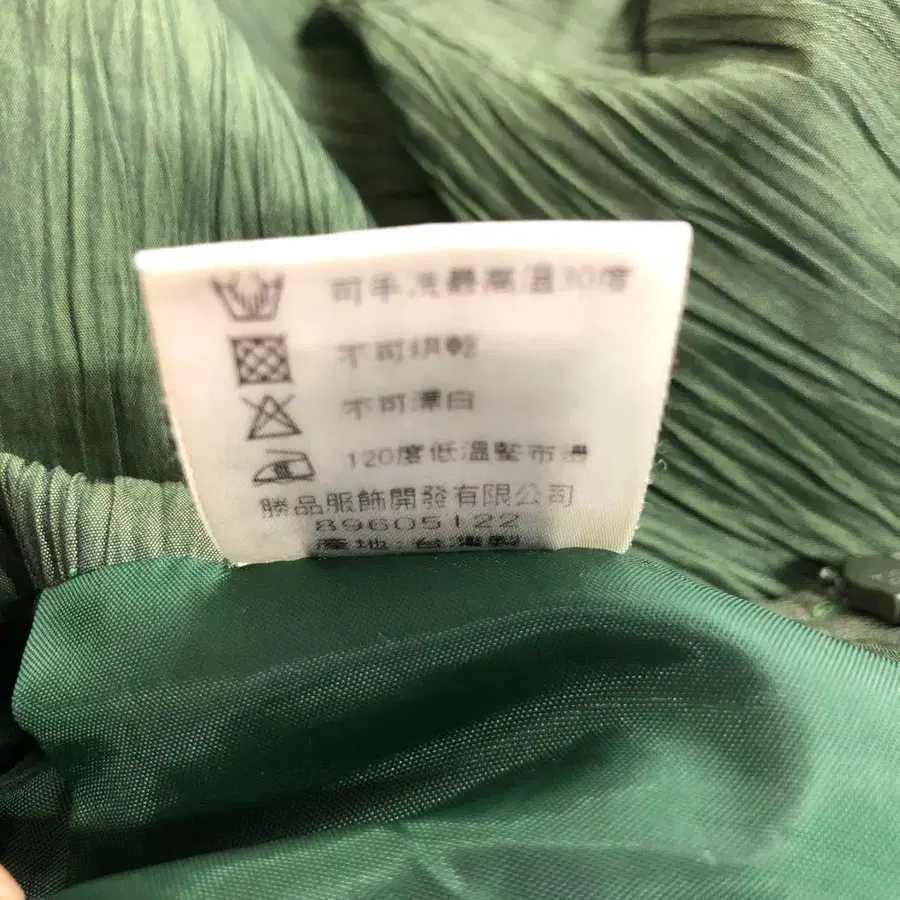 司手洗最高溫30度
不可烘乾
不可漂白
120度低溫墊布燙
勝品服飾開發有限公司
89605122
產地 台灣製